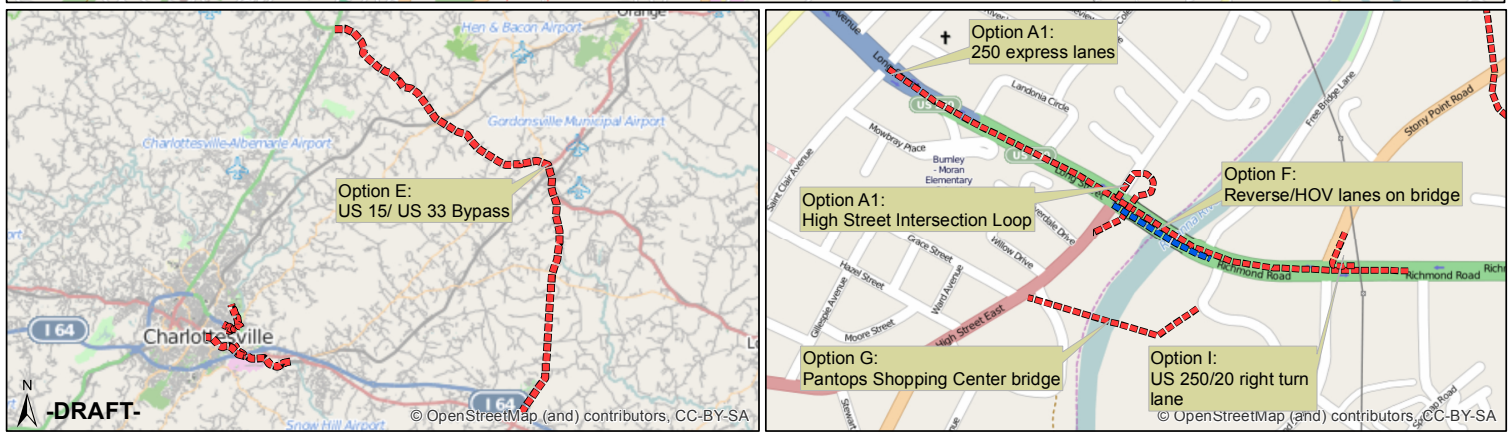 Orange
Hen & Bacon Airport
Gordonsville Municipal Airport
Charlottesville-Albemarle Airport
Option E:
US 15/ US 33 Bypass
I 64
Charlottesville
I 64
N
-DRAFT-
Snow Hill Airport
© OpenStreetMap (and) contributors, CC-BY-SA
Avenue
Option A1:
250 express lanes
Landonia Circle
Free Bridge Lane
Stony Point Road
Mowbray Place
Burnley
- Moran
Elementary
Saint Clair Avenue
Long Street
Option F:
Reverse/HOV lanes on bridge
Option A1:
High Street Intersection Loop
Grace Street
Willow Drive
Hazel Street
Ward Avenue
Gillespie Avenue
Moore Street
High Street East
Richmond Road
Richmond Road
Option G:
Pantops Shopping Center bridge
Option I:
US 250/20 right turn
lane
Stewart
© OpenStreetMap (and) contributors, CC-BY-SA